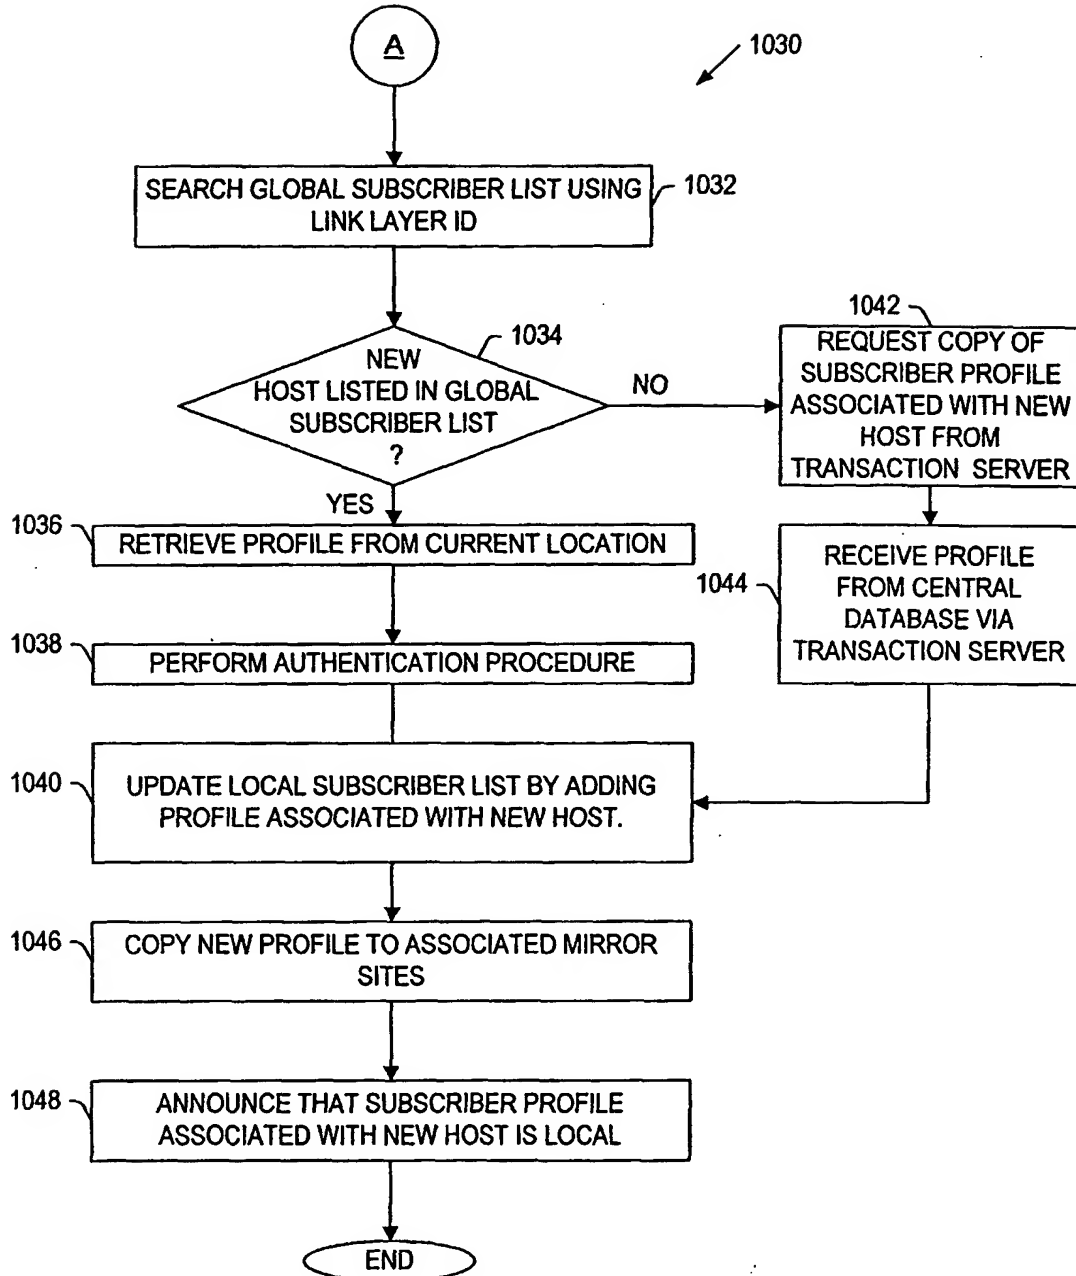 A
1030
SEARCH GLOBAL SUBSCRIBER LIST USING
LINK LAYER ID
1032
NEW
HOST LISTED IN GLOBAL
SUBSCRIBER LIST
?
1034
NO
YES
1042
REQUEST COPY OF
SUBSCRIBER PROFILE
ASSOCIATED WITH NEW
HOST FROM
TRANSACTION SERVER
1036
RETRIEVE PROFILE FROM CURRENT LOCATION
1044
RECEIVE PROFILE
FROM CENTRAL
DATABASE VIA
TRANSACTION SERVER
1038
PERFORM AUTHENTICATION PROCEDURE
1040
UPDATE LOCAL SUBSCRIBER LIST BY ADDING
PROFILE ASSOCIATED WITH NEW HOST.
1046
COPY NEW PROFILE TO ASSOCIATED MIRROR
SITES
1048
ANNOUNCE THAT SUBSCRIBER PROFILE
ASSOCIATED WITH NEW HOST IS LOCAL
END